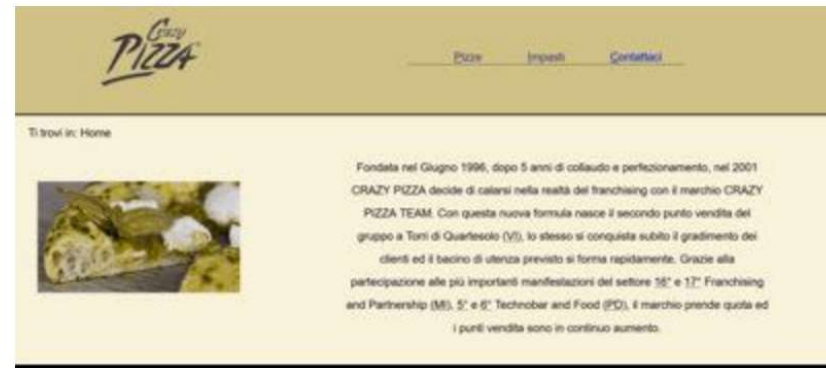 Crazy
PIZZA
Pizze Impasti Contattaci
Ti trovi in: Home
Fondata nel Giugno 1996, dopo 5 anni di collaudo e perfezionamento, nel 2001
CRAZY PIZZA decide di calarsi nella realtà del franchising con il marchio CRAZY
PIZZA TEAM. Con questa nuova formula nasce il secondo punto vendita del
gruppo a Torri di Quartesolo (VI), lo stesso si conquista subito il gradimento dei
clienti ed il bacino di utenza previsto si forma rapidamente. Grazie alla
partecipazione alle più importanti manifestazioni del settore 16° e 17° Franchising
and Partnership (MI), 5° e 6° Technobar and Food (PD), il marchio prende quota ed
i punti vendita sono in continuo aumento.